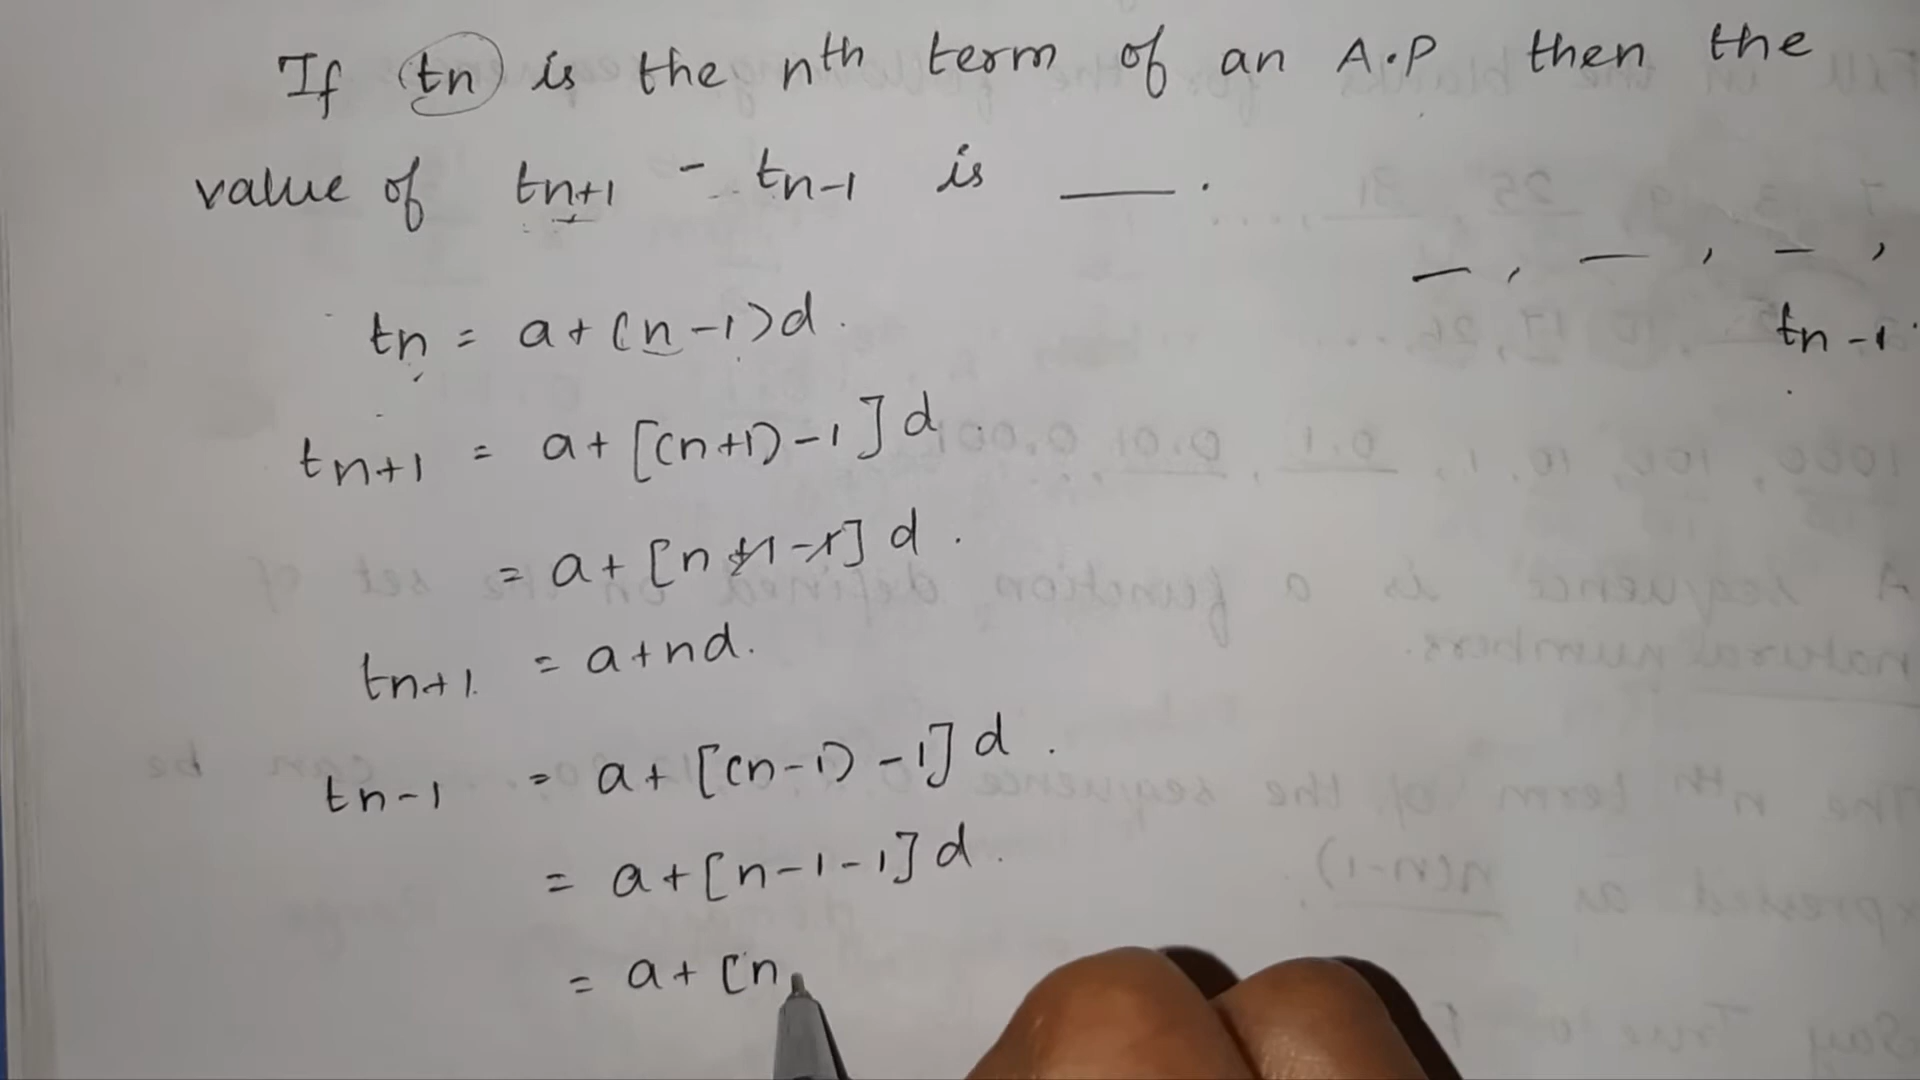 If tn is the nth term of an A.P then the
value of tn+1 - tn-1 is ___.
_, _, _,
tn-1
tn = a+(n-1)d.
tn+1 = a+[(n+1)-1]d.
= a+[n+1-1]d.
tn+1 = a+nd.
tn-1 = a+[(n-1)-1]d.
= a+[n-1-1]d.
= a+[n